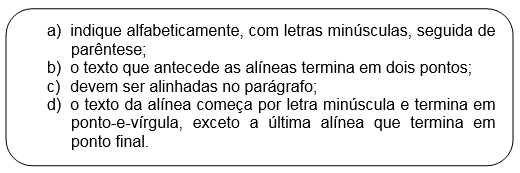 a) indique alfabeticamente, com letras minúsculas, seguida de
parêntese;
b) o texto que antecede as alíneas termina em dois pontos;
c) devem ser alinhadas no parágrafo;
d) o texto da alínea começa por letra minúscula e termina em
ponto-e-vírgula, exceto a última alínea que termina em
ponto final.